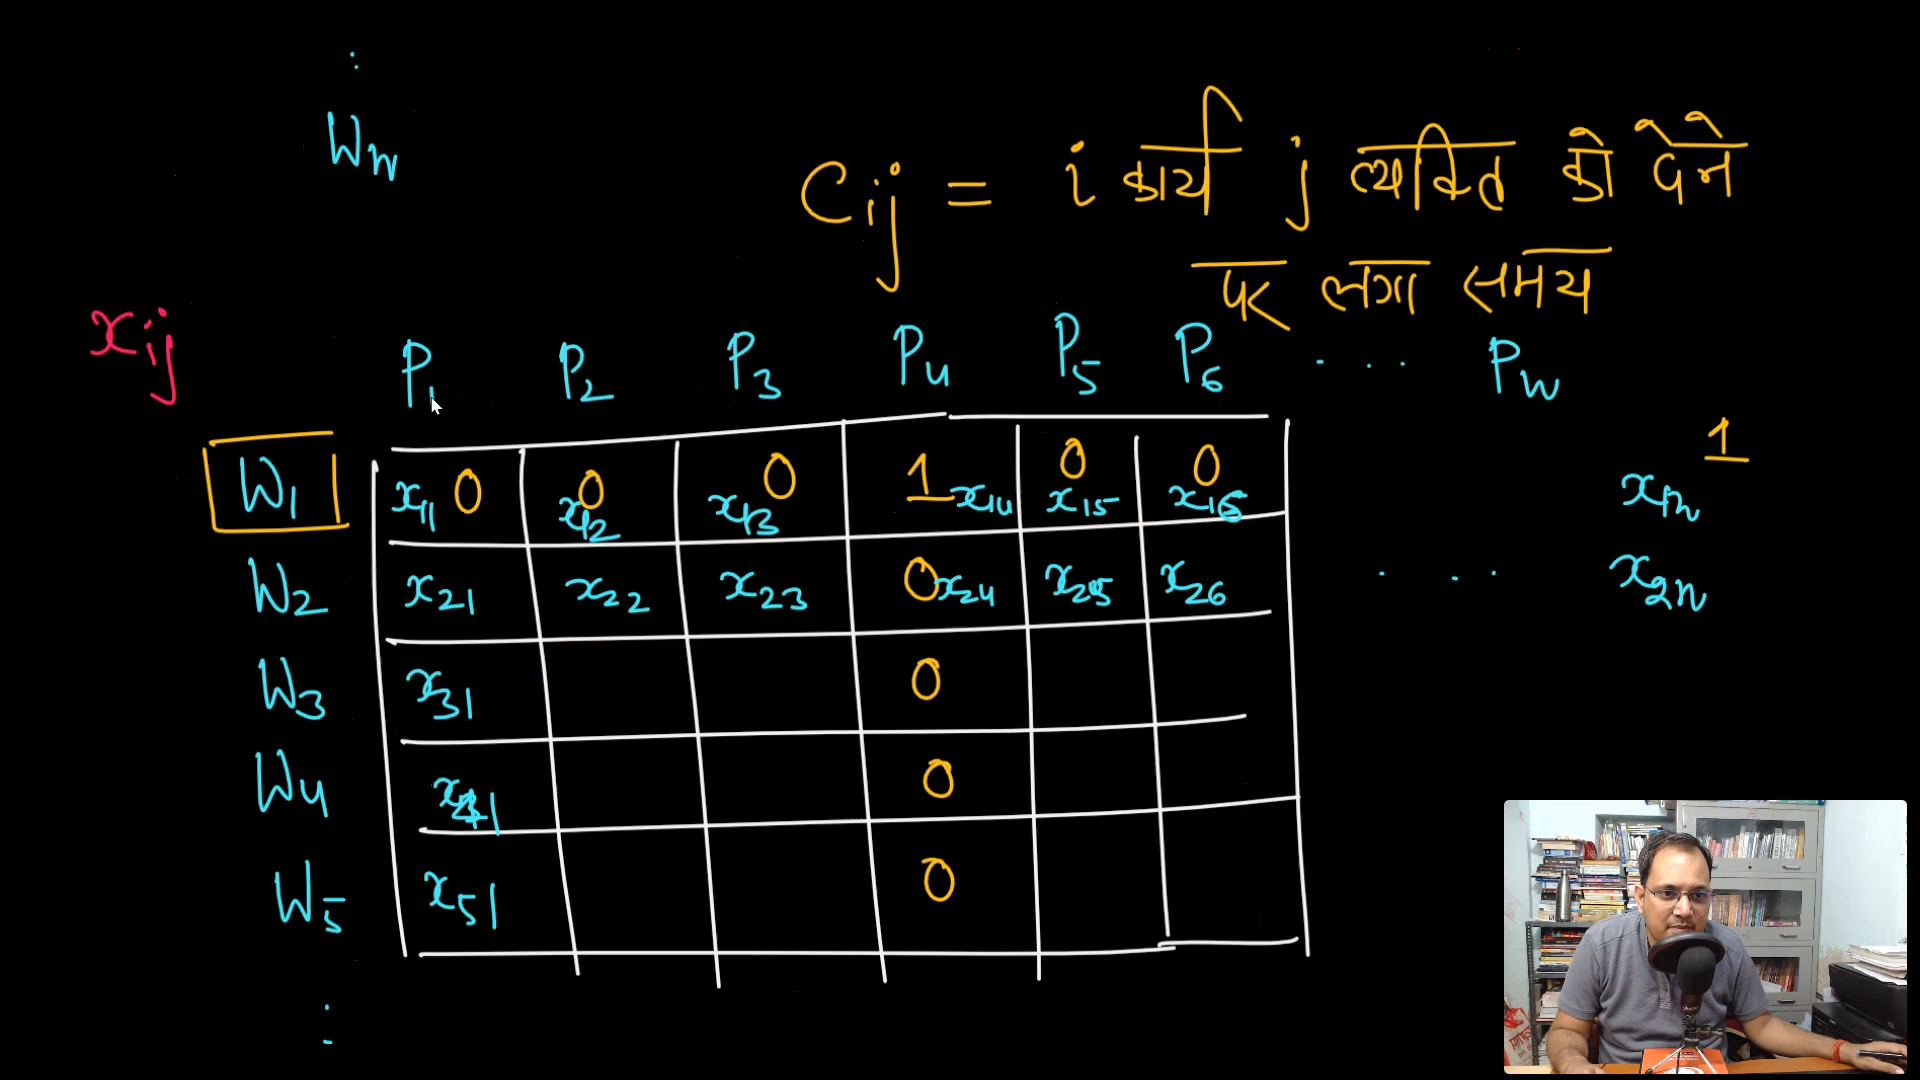 :
Wn
Cij = i कार्य j व्यक्ति को देने
पर लगा समय
xij
P1 P2 P3 P4 P5 P6 . . . Pn
W1 x11 0 0 x12 0 x13 1 x14 0 x15 0 x16 x1n 1
W2 x21 x22 x23 0 x24 x25 x26 . . . x2n
W3 x31 0
W4 x41 0
W5 x51 0
: